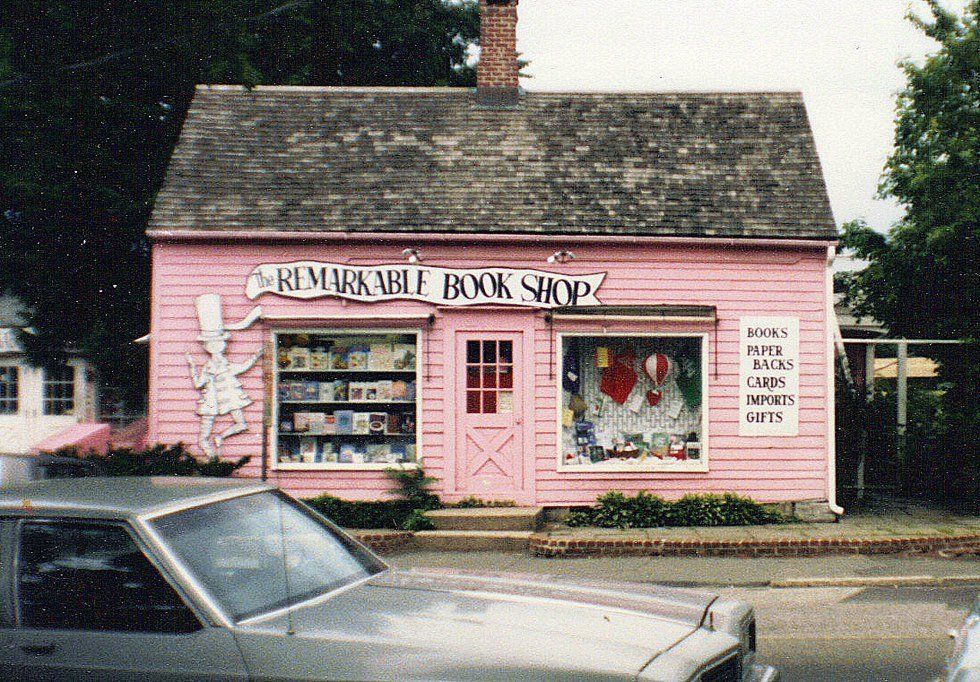 the REMARKABLE BOOK SHOP
BOOKS
PAPER
BACKS
CARDS
IMPORTS
GIFTS